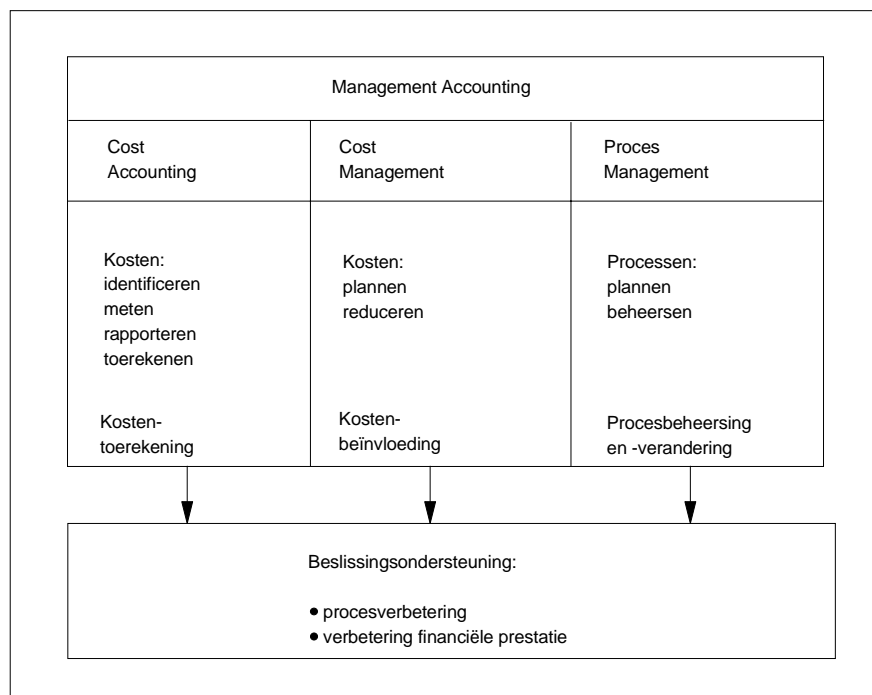 Management Accounting
Cost
Accounting
Cost
Management
Proces
Management
Kosten:
identificeren
meten
rapporteren
toerekenen
Kosten-
toerekening
Kosten:
plannen
reduceren
Kosten-
beïnvloeding
Processen:
plannen
beheersen
Procesbeheersing
en -verandering
Beslissingsondersteuning:
• procesverbetering
• verbetering financiële prestatie